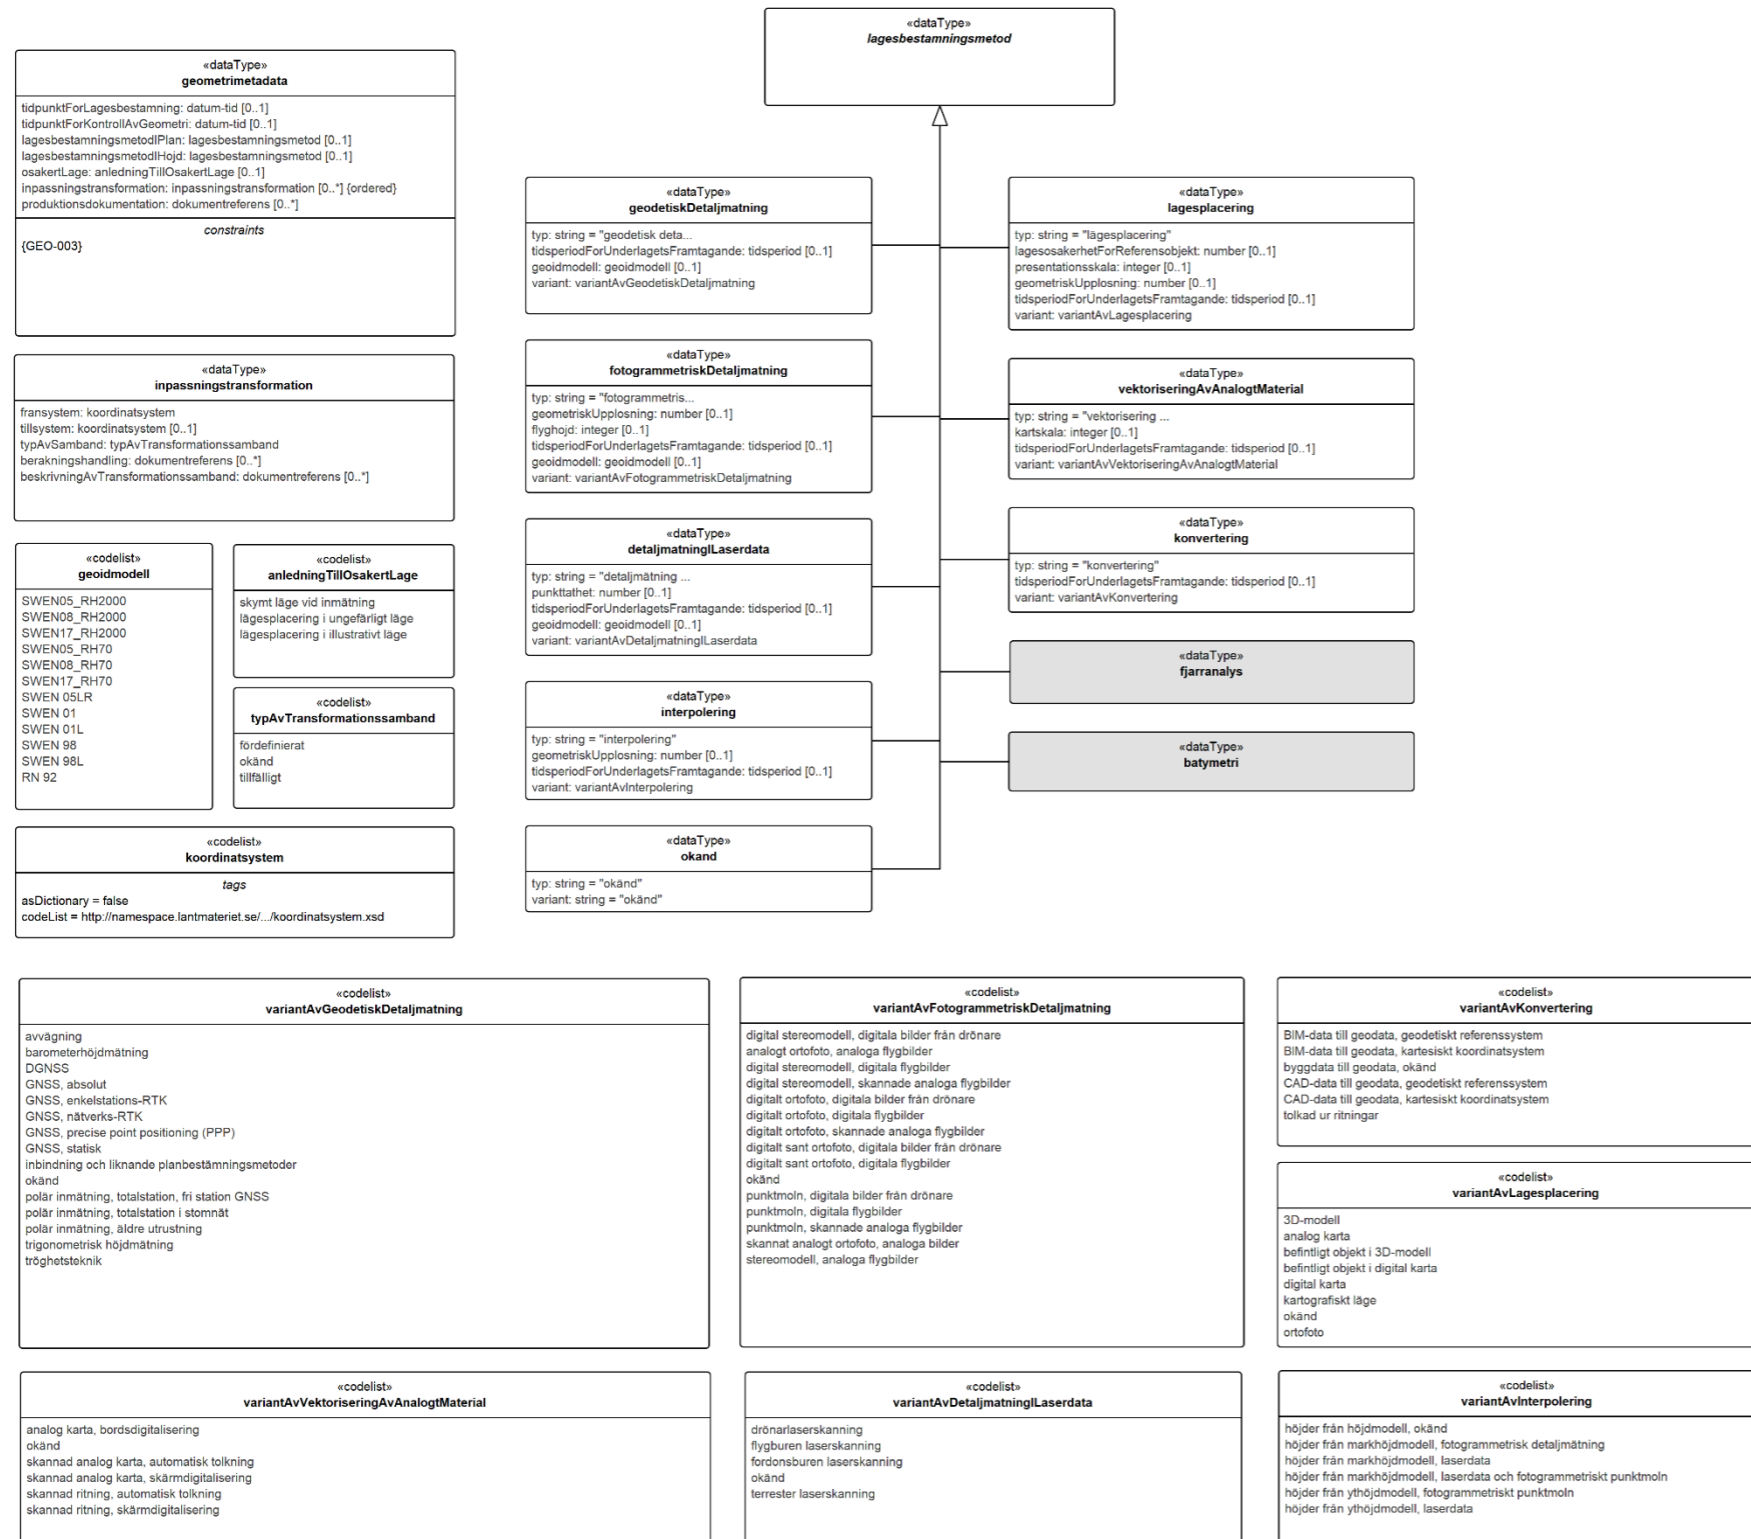 «dataType»
lagesbestamningsmetod
«dataType»
geometrimetadata
tidpunktForLagesbestamning: datum-tid [0..1]
tidpunktForKontrollAvGeometri: datum-tid [0..1]
lagesbestamningsmetodIPlan: lagesbestamningsmetod [0..1]
lagesbestamningsmetodIHojd: lagesbestamningsmetod [0..1]
osakertLage: anledningTillOsakertLage [0..1]
inpassningstransformation: inpassningstransformation [0..*] {ordered}
produktionsdokumentation: dokumentreferens [0..*]
constraints
{GEO-003}
«dataType»
inpassningstransformation
fransystem: koordinatsystem
tillsystem: koordinatsystem [0..1]
typAvSamband: typAvTransformationssamband
berakningshandling: dokumentreferens [0..*]
beskrivningAvTransformationssamband: dokumentreferens [0..*]
«codelist»
geoidmodell
SWEN05_RH2000
SWEN08_RH2000
SWEN17_RH2000
SWEN05_RH70
SWEN08_RH70
SWEN17_RH70
SWEN 05LR
SWEN 01
SWEN 01L
SWEN 98
SWEN 98L
RN 92
«codelist»
anledningTillOsakertLage
skymt läge vid inmätning
lägesplacering i ungefärligt läge
lägesplacering i illustrativt läge
«codelist»
typAvTransformationssamband
fördefinierat
okänd
tillfälligt
«codelist»
koordinatsystem
tags
asDictionary = false
codeList = http://namespace.lantmateriet.se/.../koordinatsystem.xsd
«dataType»
geodetiskDetaljmatning
typ: string = "geodetisk deta...
tidsperiodForUnderlagetsFramtagande: tidsperiod [0..1]
geoidmodell: geoidmodell [0..1]
variant: variantAvGeodetiskDetaljmatning
«dataType»
fotogrammetriskDetaljmatning
typ: string = "fotogrammetris...
geometriskUpplosning: number [0..1]
flyghojd: integer [0..1]
tidsperiodForUnderlagetsFramtagande: tidsperiod [0..1]
geoidmodell: geoidmodell [0..1]
variant: variantAvFotogrammetriskDetaljmatning
«dataType»
detaljmatningILaserdata
typ: string = "detaljmätning ...
punkttathet: number [0..1]
tidsperiodForUnderlagetsFramtagande: tidsperiod [0..1]
geoidmodell: geoidmodell [0..1]
variant: variantAvDetaljmatningILaserdata
«dataType»
interpolering
typ: string = "interpolering"
geometriskUpplosning: number [0..1]
tidsperiodForUnderlagetsFramtagande: tidsperiod [0..1]
variant: variantAvInterpolering
«dataType»
okand
typ: string = "okänd"
variant: string = "okänd"
«dataType»
lagesplacering
typ: string = "lägesplacering"
lagesosakerhetForReferensobjekt: number [0..1]
presentationsskala: integer [0..1]
geometriskUpplosning: number [0..1]
tidsperiodForUnderlagetsFramtagande: tidsperiod [0..1]
variant: variantAvLagesplacering
«dataType»
vektoriseringAvAnalogtMaterial
typ: string = "vektorisering ...
kartskala: integer [0..1]
tidsperiodForUnderlagetsFramtagande: tidsperiod [0..1]
variant: variantAvVektoriseringAvAnalogtMaterial
«dataType»
konvertering
typ: string = "konvertering"
tidsperiodForUnderlagetsFramtagande: tidsperiod [0..1]
variant: variantAvKonvertering
«dataType»
fjarranalys
«dataType»
batymetri
«codelist»
variantAvGeodetiskDetaljmatning
avvägning
barometerhöjdmätning
DGNSS
GNSS, absolut
GNSS, enkelstations-RTK
GNSS, nätverks-RTK
GNSS, precise point positioning (PPP)
GNSS, statisk
inbindning och liknande planbestämningsmetoder
okänd
polär inmätning, totalstation, fri station GNSS
polär inmätning, totalstation i stomnät
polär inmätning, äldre utrustning
trigonometrisk höjdmätning
tröghetsteknik
«codelist»
variantAvFotogrammetriskDetaljmatning
digital stereomodell, digitala bilder från drönare
analogt ortofoto, analoga flygbilder
digital stereomodell, digitala flygbilder
digital stereomodell, skannade analoga flygbilder
digitalt ortofoto, digitala bilder från drönare
digitalt ortofoto, digitala flygbilder
digitalt ortofoto, skannade analoga flygbilder
digitalt sant ortofoto, digitala bilder från drönare
digitalt sant ortofoto, digitala flygbilder
okänd
punktmoln, digitala bilder från drönare
punktmoln, digitala flygbilder
punktmoln, skannade analoga flygbilder
skannat analogt ortofoto, analoga bilder
stereomodell, analoga flygbilder
«codelist»
variantAvKonvertering
BIM-data till geodata, geodetiskt referenssystem
BIM-data till geodata, kartesiskt koordinatsystem
byggdata till geodata, okänd
CAD-data till geodata, geodetiskt referenssystem
CAD-data till geodata, kartesiskt koordinatsystem
tolkad ur ritningar
«codelist»
variantAvLagesplacering
3D-modell
analog karta
befintligt objekt i 3D-modell
befintligt objekt i digital karta
digital karta
kartografiskt läge
okänd
ortofoto
«codelist»
variantAvVektoriseringAvAnalogtMaterial
analog karta, bordsdigitalisering
okänd
skannad analog karta, automatisk tolkning
skannad analog karta, skärmdigitalisering
skannad ritning, automatisk tolkning
skannad ritning, skärmdigitalisering
«codelist»
variantAvDetaljmatningILaserdata
drönarlaserskanning
flygburen laserskanning
fordonsburen laserskanning
okänd
terrester laserskanning
«codelist»
variantAvInterpolering
höjder från höjdmodell, okänd
höjder från markhöjdmodell, fotogrammetrisk detaljmätning
höjder från markhöjdmodell, laserdata
höjder från markhöjdmodell, laserdata och fotogrammetriskt punktmoln
höjder från ythöjdmodell, fotogrammetriskt punktmoln
höjder från ythöjdmodell, laserdata